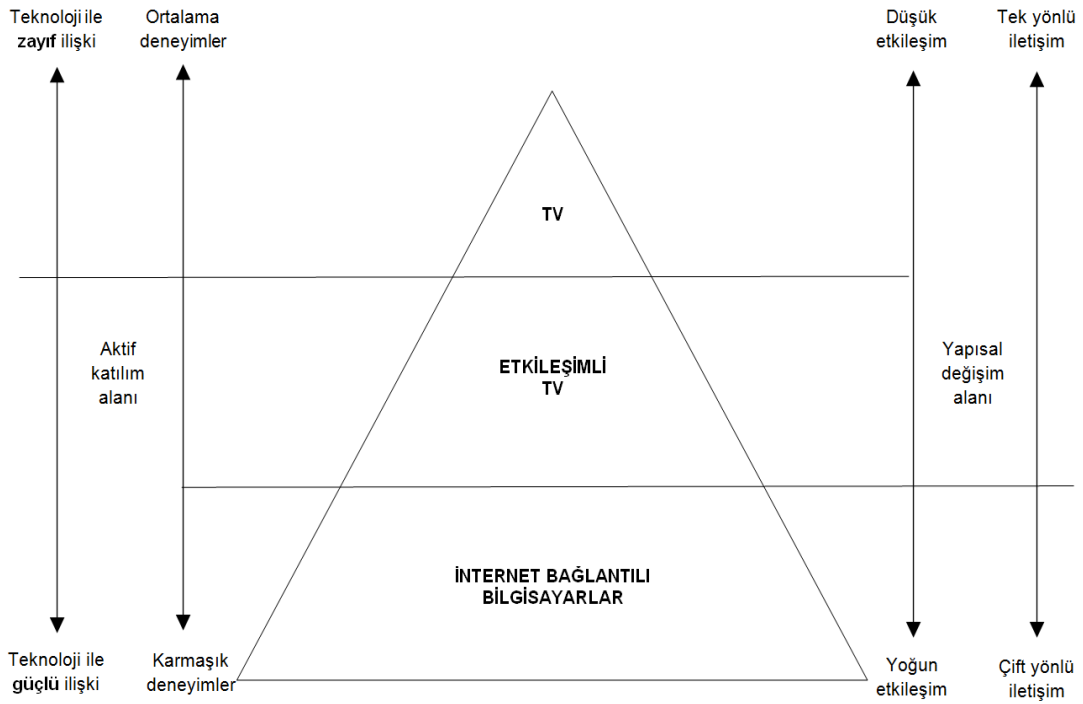 Teknoloji ile
zayıf ilişki
Ortalama
deneyimler
Düşük
etkileşim
Tek yönlü
iletişim
TV
Aktif
katılım
alanı
ETKİLEŞİMLİ
TV
Yapısal
değişim
alanı
İNTERNET BAĞLANTILI
BİLGİSAYARLAR
Teknoloji ile
güçlü ilişki
Karmaşık
deneyimler
Yoğun
etkileşim
Çift yönlü
iletişim